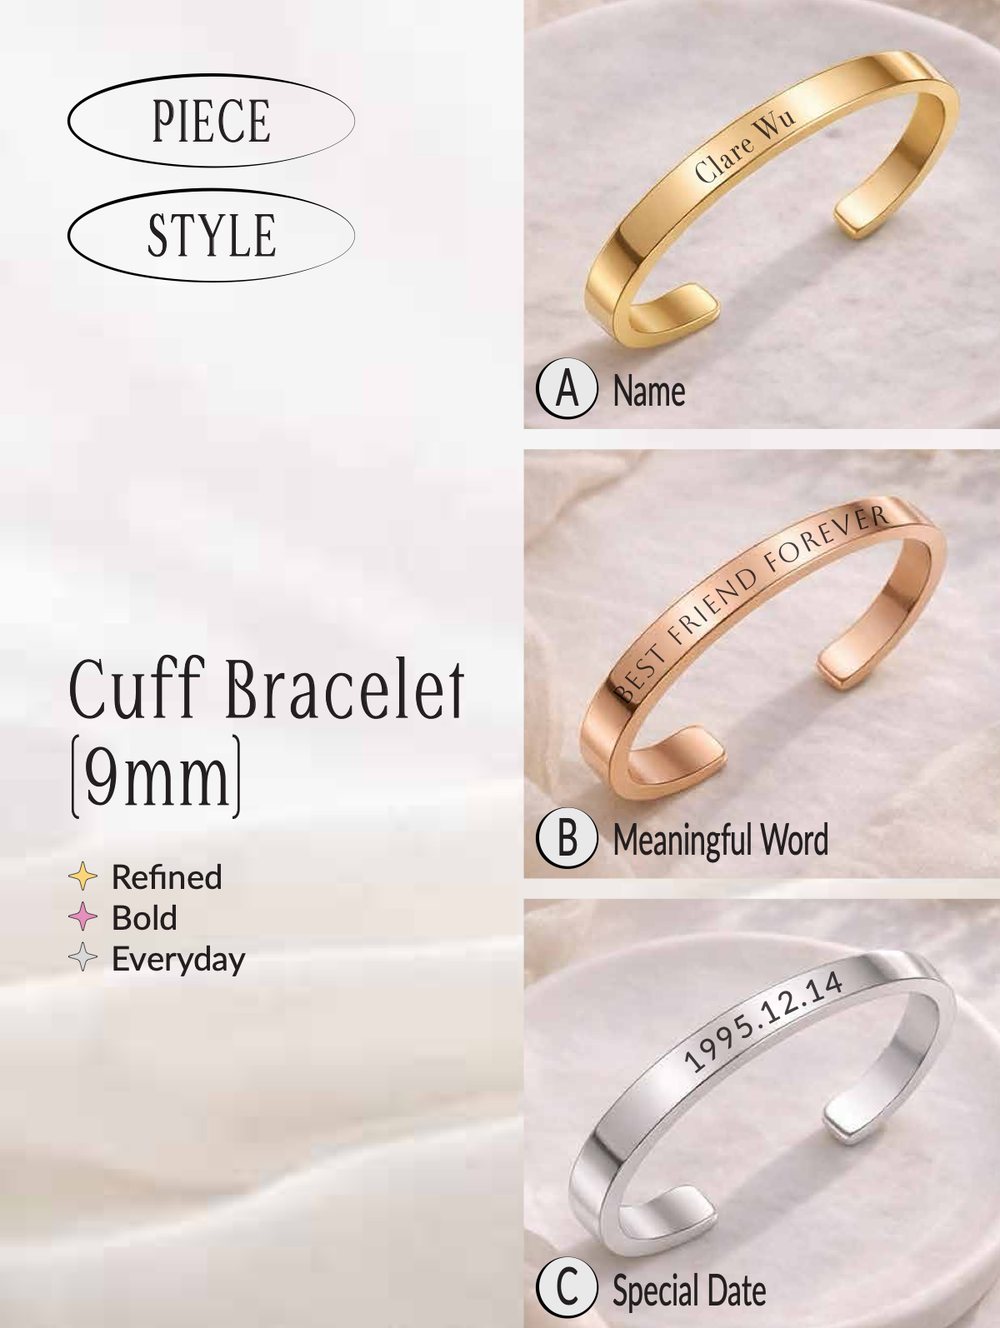 PIECE
STYLE
Cuff Bracelet
(9mm)
Refined
Bold
Everyday
Clare Wu
A Name
BEST FRIEND FOREVER
B Meaningful Word
1995.12.14
C Special Date